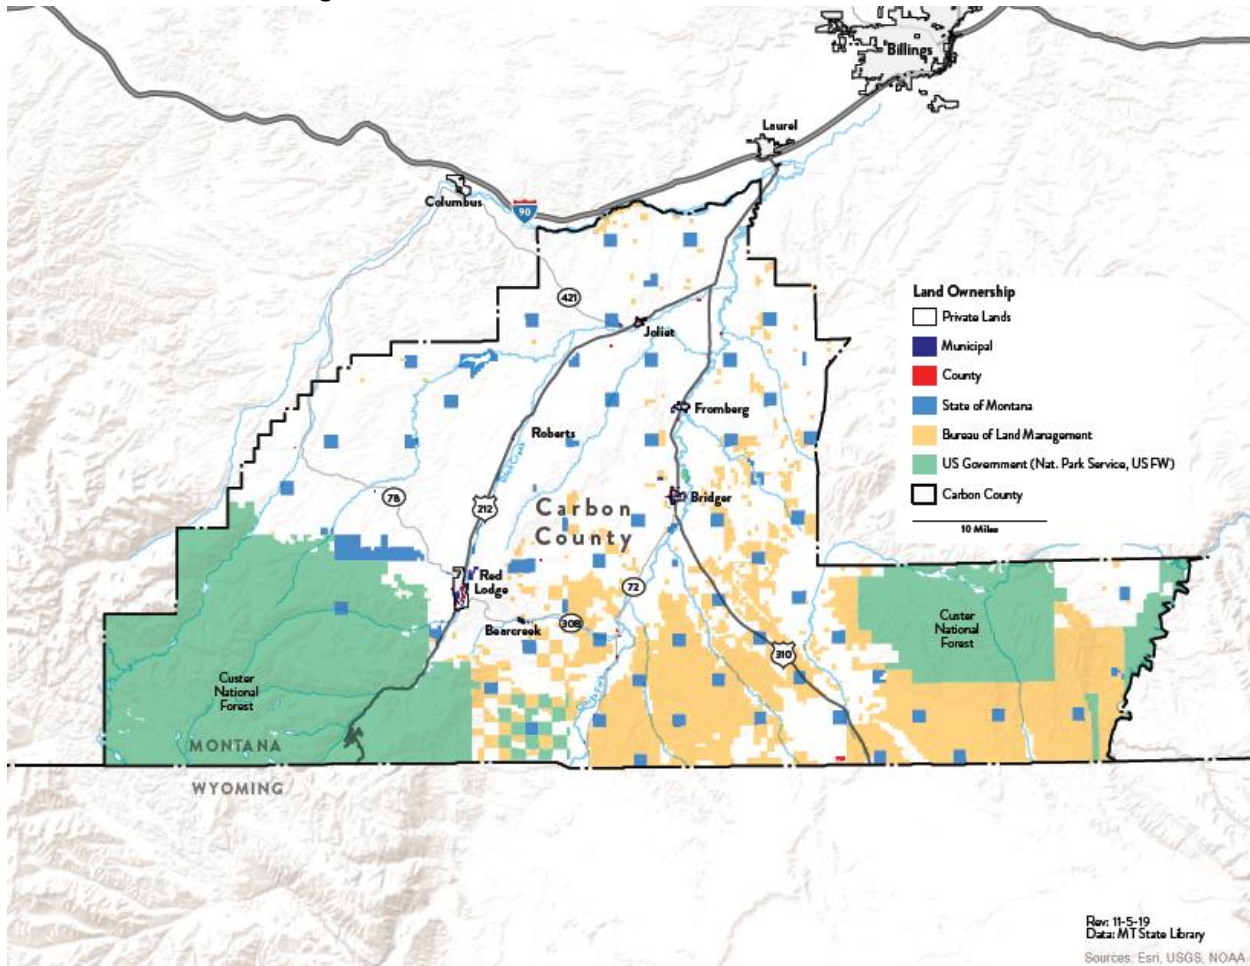 Billings
Laurel
Columbus
90
421
Joliet
Fromberg
Roberts
78
212
Bridger
Carbon
County
Red
Lodge
72
Bearcreek
308
310
Custer
National
Forest
Custer
National
Forest
MONTANA
WYOMING
Land Ownership
Private Lands
Municipal
County
State of Montana
Bureau of Land Management
US Government (Nat. Park Service, US FW)
Carbon County
10 Miles
Rev: 11-5-19
Data: MT State Library
Sources: Esri, USGS, NOAA